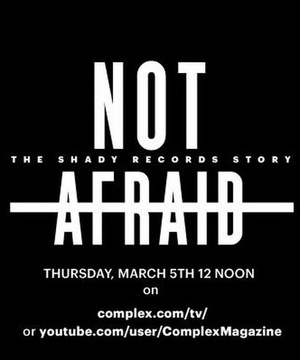 NOT
THE SHADY RECORDS STORY
AFRAID
THURSDAY, MARCH 5TH 12 NOON
on
complex.com/tv/
or youtube.com/user/ComplexMagazine